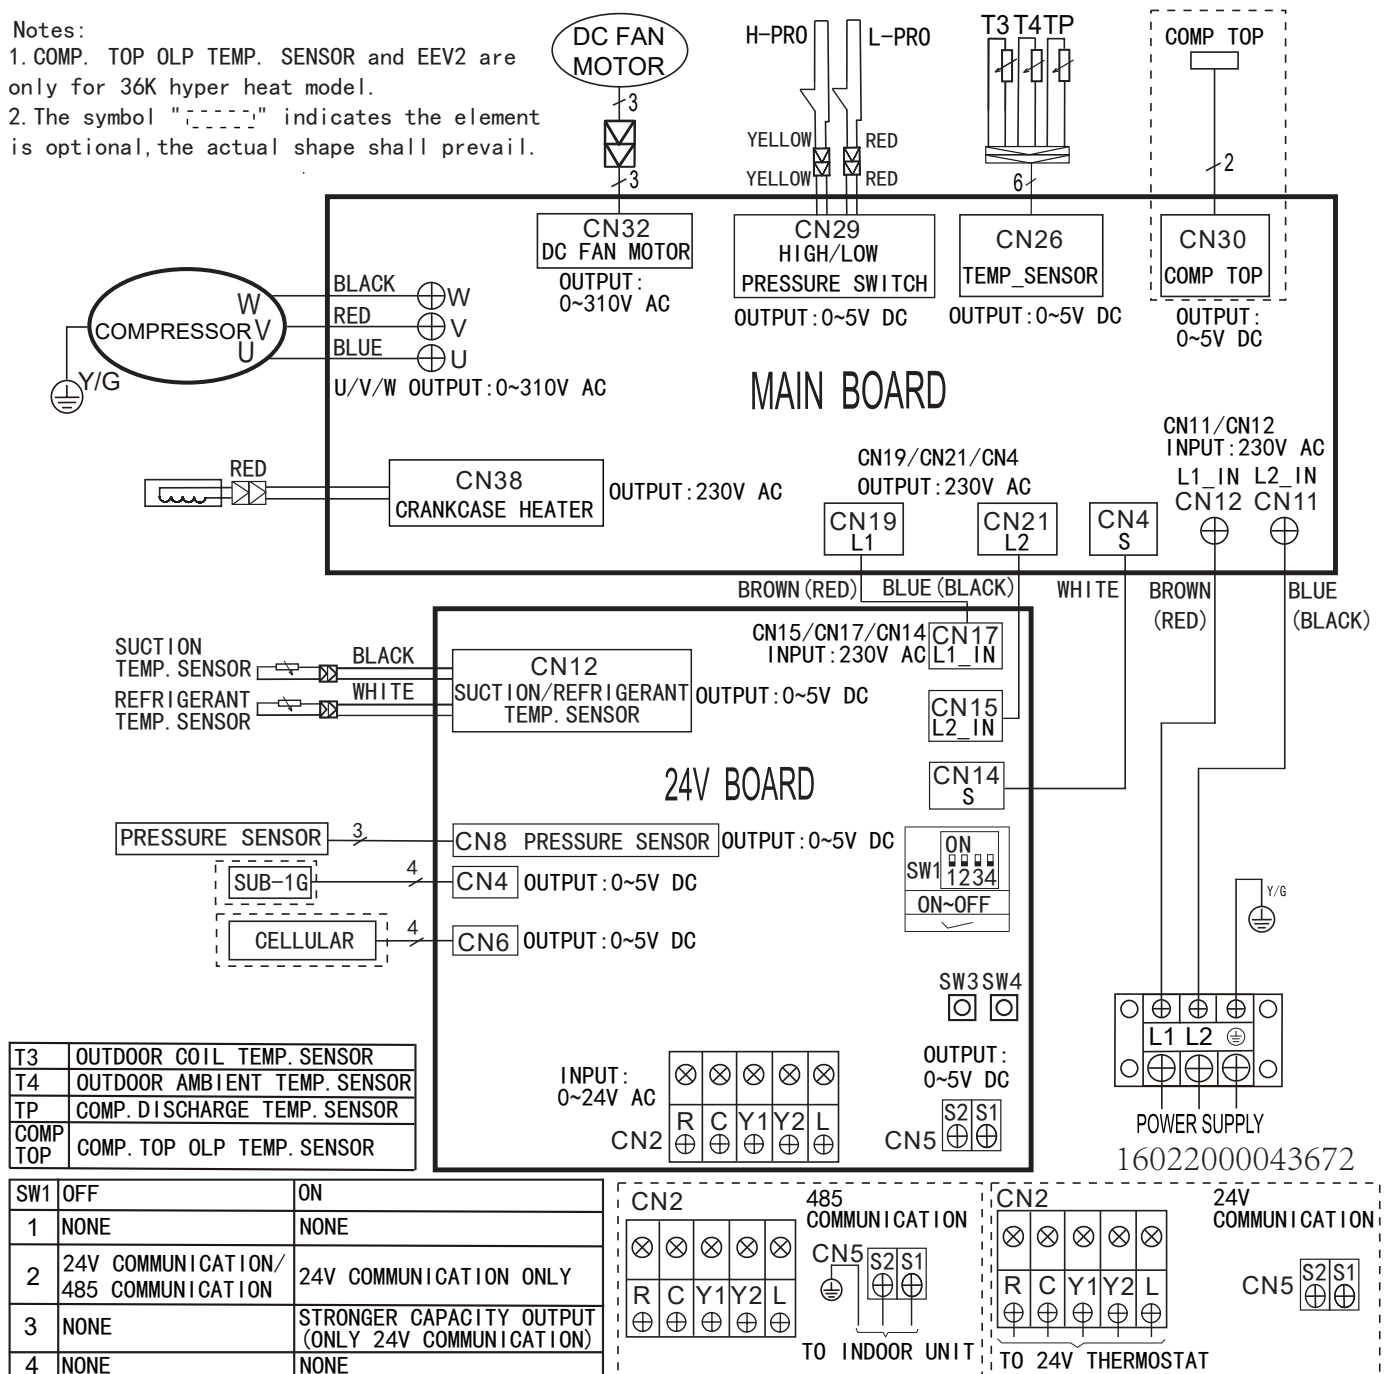 Notes:
1.COMP. TOP OLP TEMP. SENSOR and EEV2 are
only for 36K hyper heat model.
2.The symbol " " indicates the element
is optional,the actual shape shall prevail.
DC FAN
MOTOR
3
3
H-PRO
L-PRO
YELLOW
RED
YELLOW
RED
T3 T4 TP
6
COMP TOP
2
CN32
DC FAN MOTOR
OUTPUT:
0~310V AC
CN29
HIGH/LOW
PRESSURE SWITCH
OUTPUT:0~5V DC
CN26
TEMP_SENSOR
OUTPUT:0~5V DC
CN30
COMP TOP
OUTPUT:
0~5V DC
COMPRESSOR
W
V
U
Y/G
BLACK
RED
BLUE
W
V
U
U/V/W OUTPUT:0~310V AC
MAIN BOARD
RED
CN38
CRANKCASE HEATER
OUTPUT:230V AC
CN19/CN21/CN4
OUTPUT:230V AC
CN19
L1
CN21
L2
CN4
S
CN11/CN12
INPUT:230V AC
L1_IN L2_IN
CN12 CN11
BROWN(RED)
BLUE(BLACK)
WHITE
BROWN
(RED)
BLUE
(BLACK)
SUCTION
TEMP.SENSOR
BLACK
REFRIGERANT
TEMP.SENSOR
WHITE
CN12
SUCTION/REFRIGERANT
TEMP.SENSOR
OUTPUT:0~5V DC
CN15/CN17/CN14
INPUT:230V AC
CN17
L1_IN
CN15
L2_IN
CN14
S
24V BOARD
PRESSURE SENSOR
3
CN8 PRESSURE SENSOR
OUTPUT:0~5V DC
SUB-1G
4
CN4
OUTPUT:0~5V DC
CELLULAR
4
CN6
OUTPUT:0~5V DC
SW1
ON
1234
ON~OFF
SW3 SW4
INPUT:
0~24V AC
CN2
R C Y1 Y2 L
OUTPUT:
0~5V DC
CN5
S2 S1
Y/G
L1 L2
POWER SUPPLY
16022000043672
T3 OUTDOOR COIL TEMP.SENSOR
T4 OUTDOOR AMBIENT TEMP.SENSOR
TP COMP.DISCHARGE TEMP.SENSOR
COMP
TOP COMP.TOP OLP TEMP.SENSOR
SW1 OFF ON
1 NONE NONE
2 24V COMMUNICATION/
485 COMMUNICATION 24V COMMUNICATION ONLY
3 NONE STRONGER CAPACITY OUTPUT
(ONLY 24V COMMUNICATION)
4 NONE NONE
CN2
485
COMMUNICATION
CN5
S2 S1
R C Y1 Y2 L
TO INDOOR UNIT
CN2
24V
COMMUNICATION
R C Y1 Y2 L
CN5
S2 S1
TO 24V THERMOSTAT